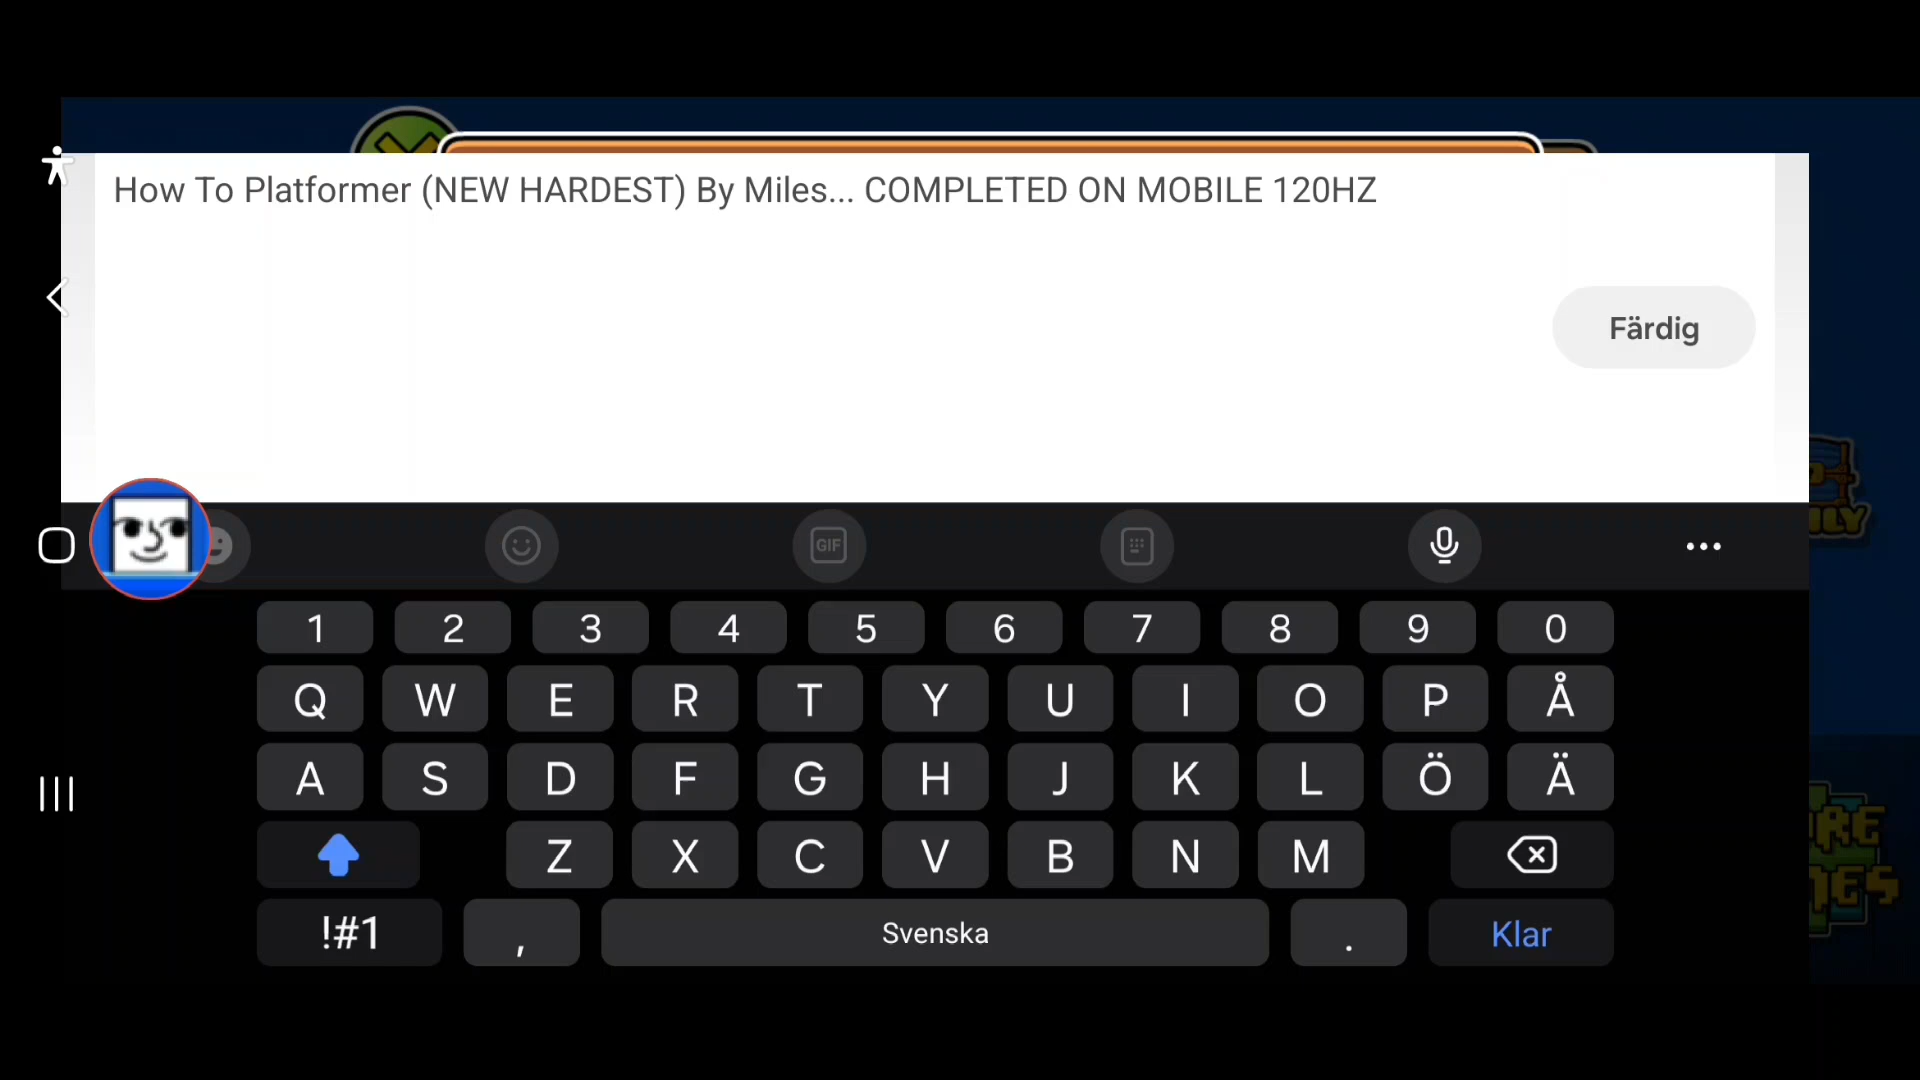 How To Platformer (NEW HARDEST) By Miles... COMPLETED ON MOBILE 120HZ
Färdig
GIF
1 2 3 4 5 6 7 8 9 0
Q W E R T Y U I O P Å
A S D F G H J K L Ö Ä
Z X C V B N M
!#1 , Svenska . Klar